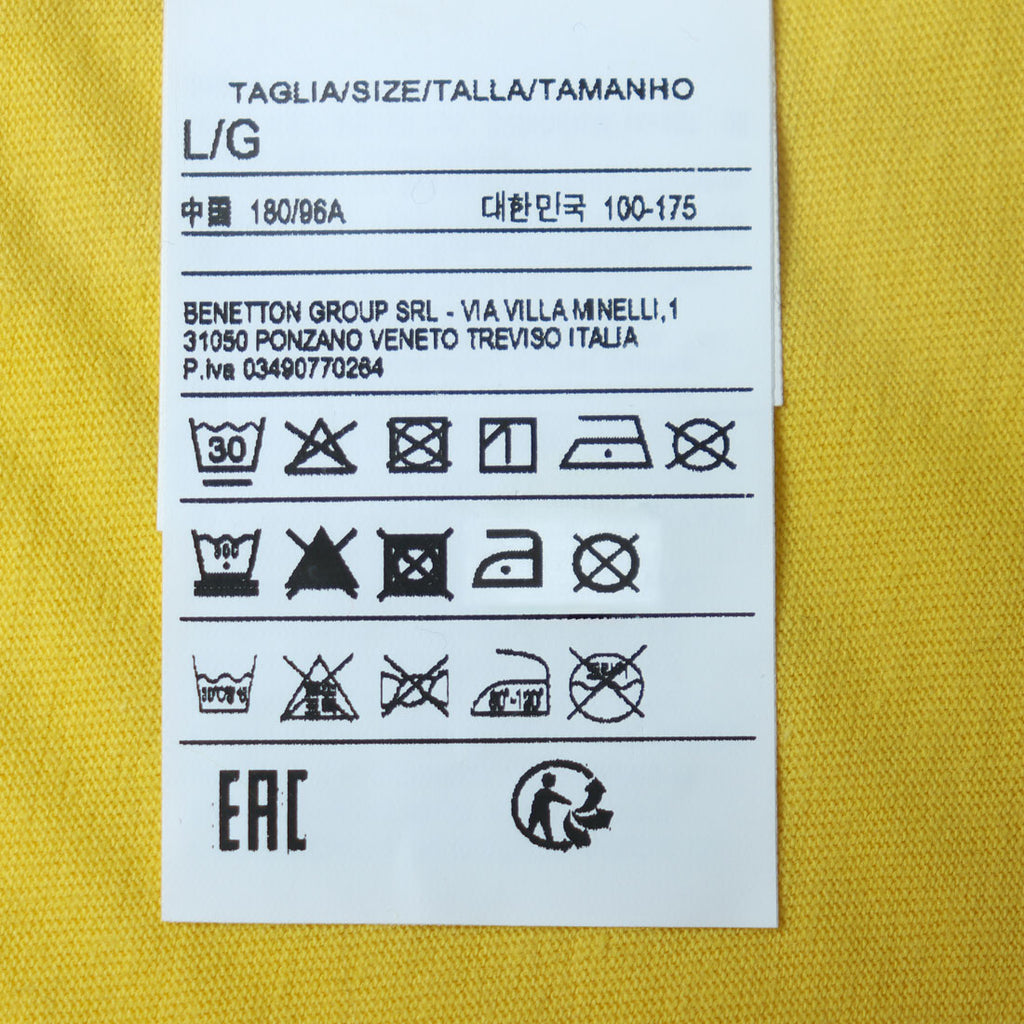 TAGLIA/SIZE/TALLA/TAMANHO
L/G
中国 180/96A 대한민국 100-175
BENETTON GROUP SRL - VIA VILLA MINELLI,1
31050 PONZANO VENETO TREVISO ITALIA
P.Iva 03490770264
30
EAC